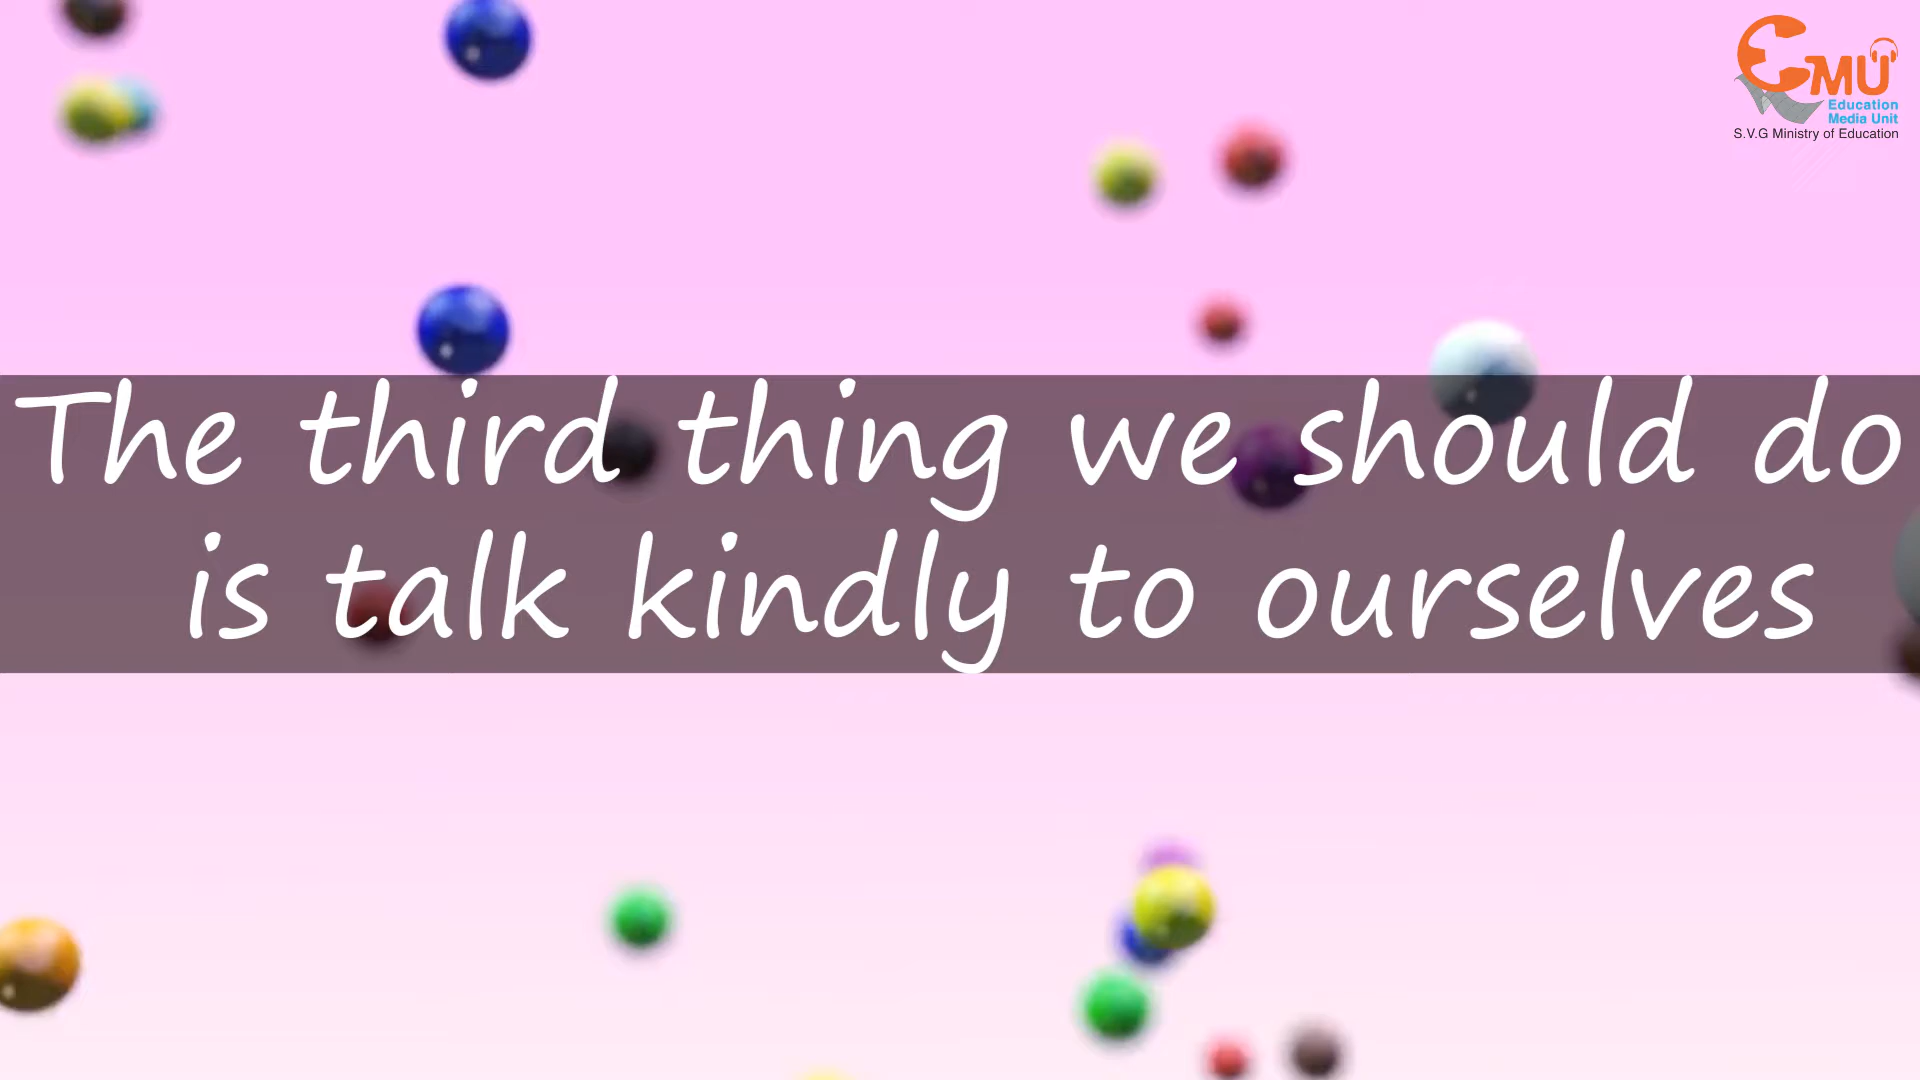 EMU
Education
Media Unit
S.V.G Ministry of Education
The third thing we should do
is talk kindly to ourselves